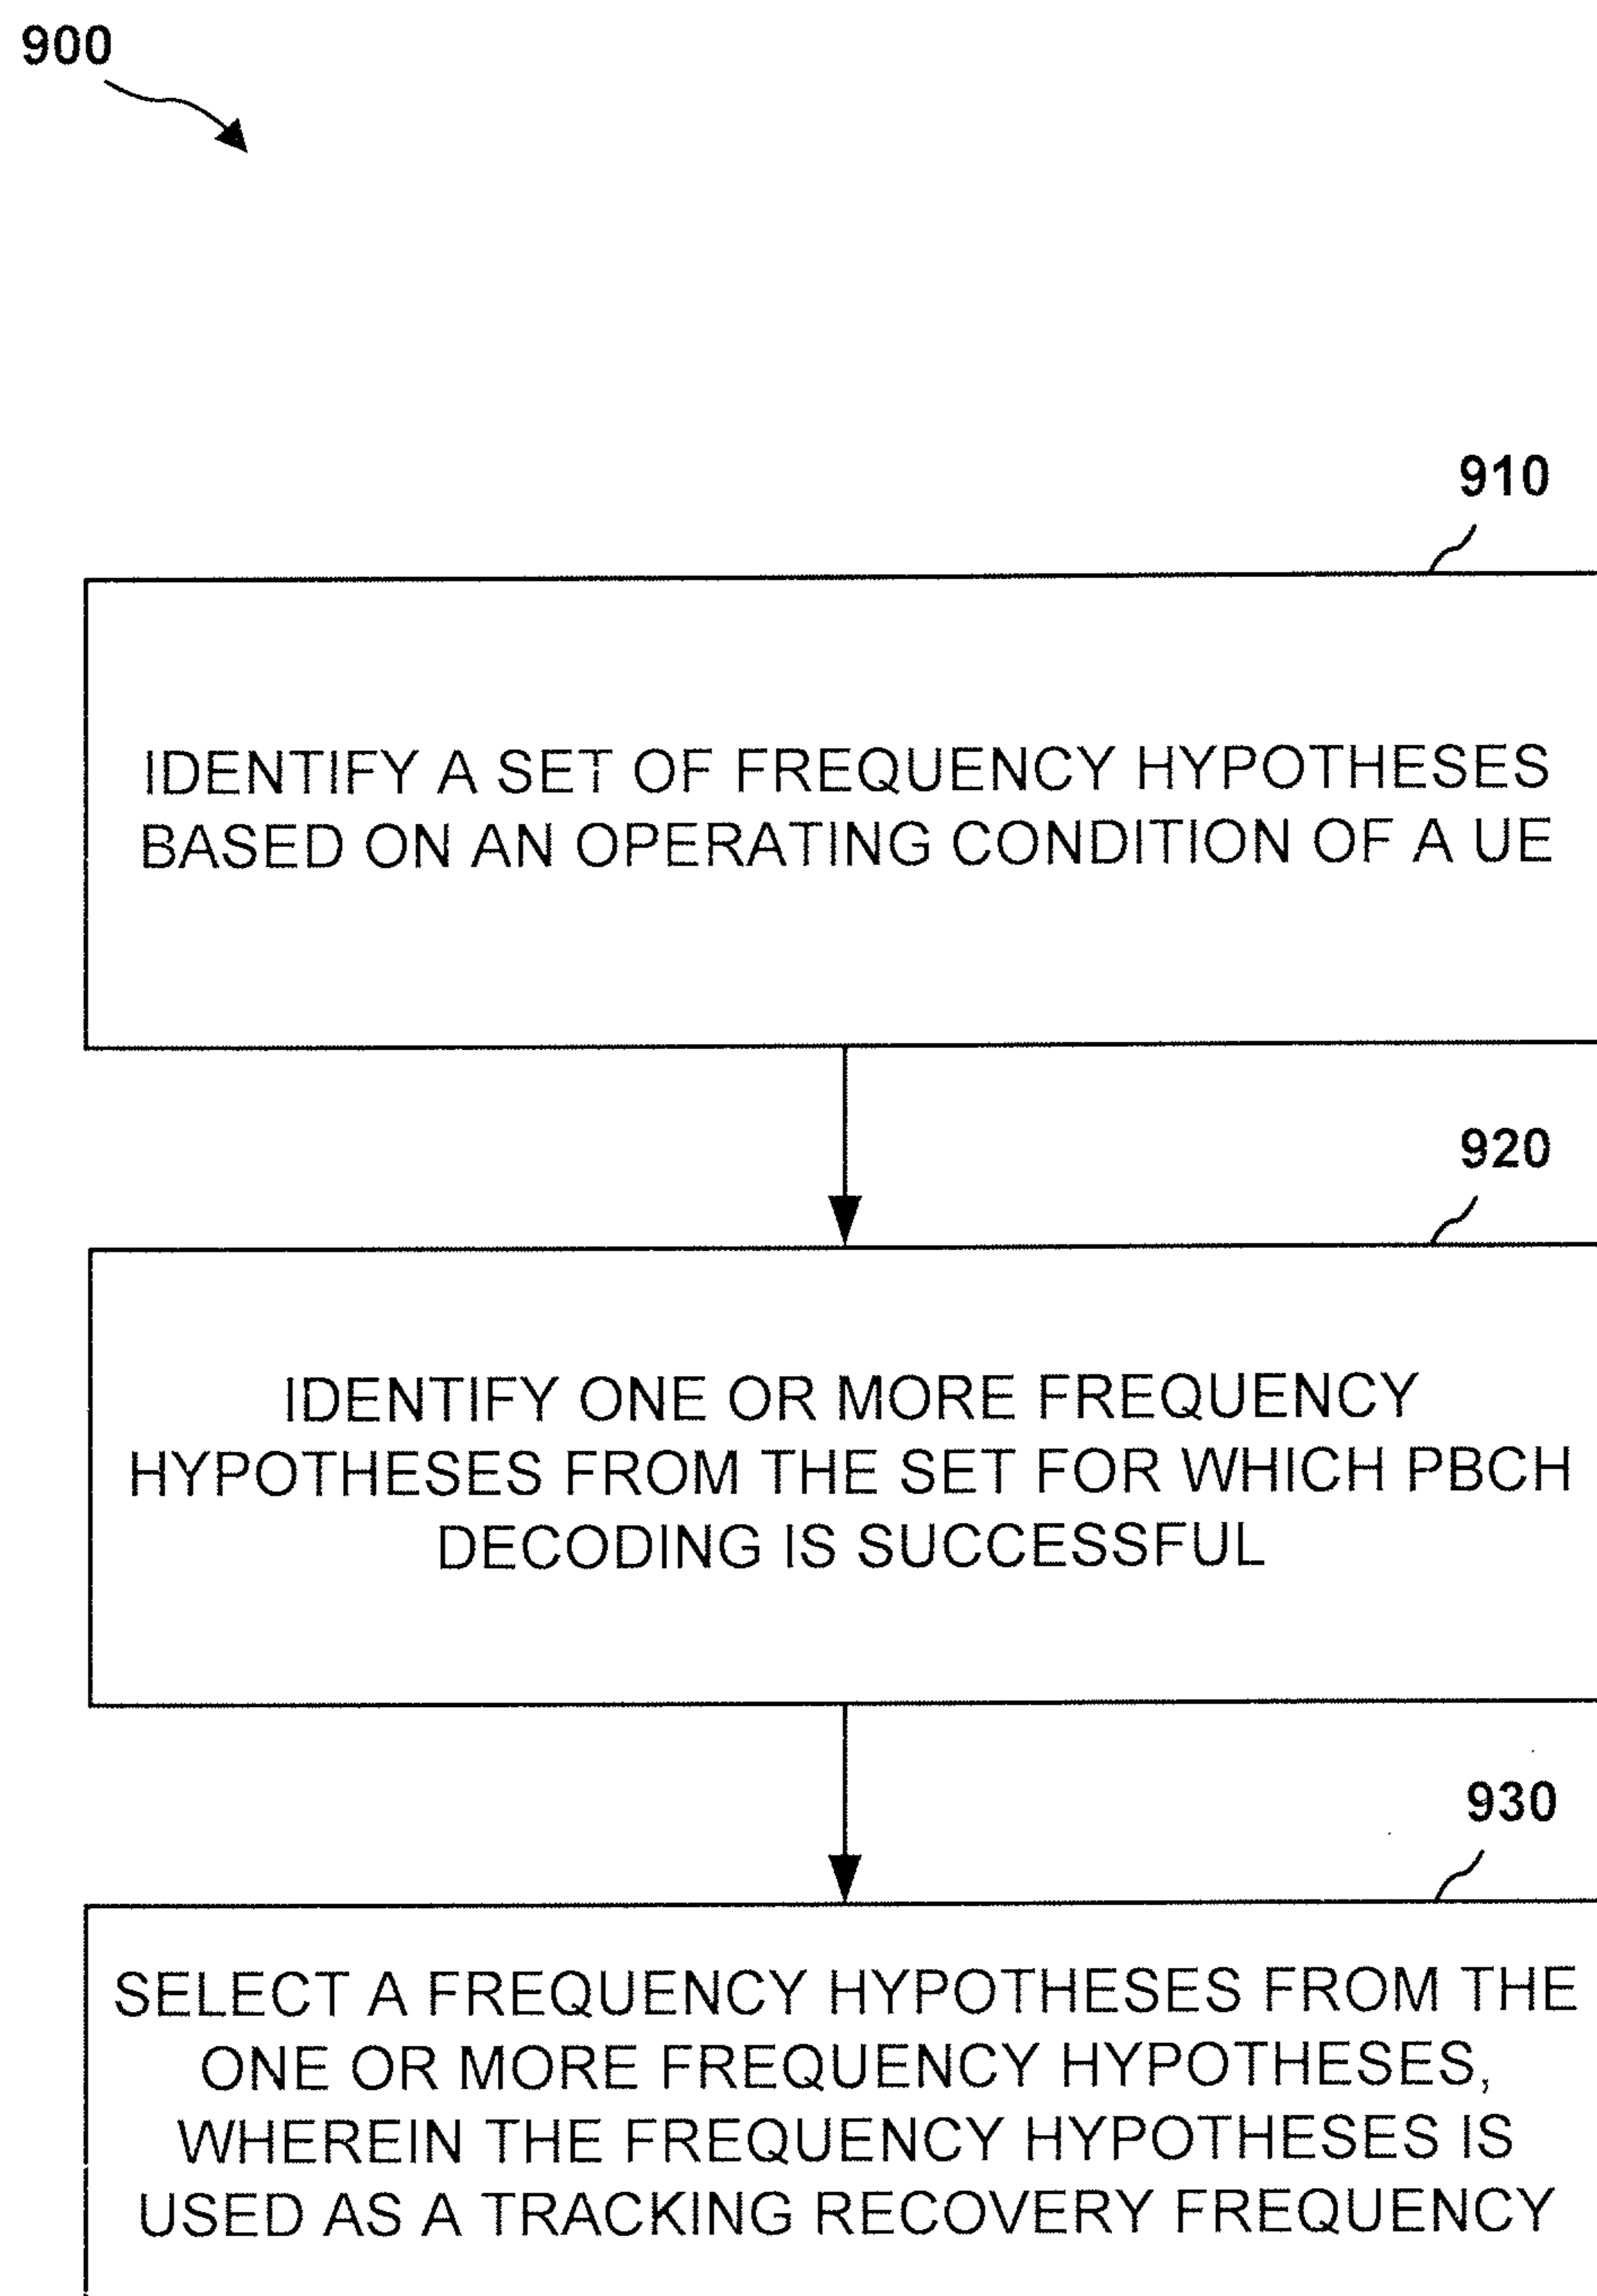 900
910
IDENTIFY A SET OF FREQUENCY HYPOTHESES
BASED ON AN OPERATING CONDITION OF A UE
920
IDENTIFY ONE OR MORE FREQUENCY
HYPOTHESES FROM THE SET FOR WHICH PBCH
DECODING IS SUCCESSFUL
930
SELECT A FREQUENCY HYPOTHESES FROM THE
ONE OR MORE FREQUENCY HYPOTHESES,
WHEREIN THE FREQUENCY HYPOTHESES IS
USED AS A TRACKING RECOVERY FREQUENCY